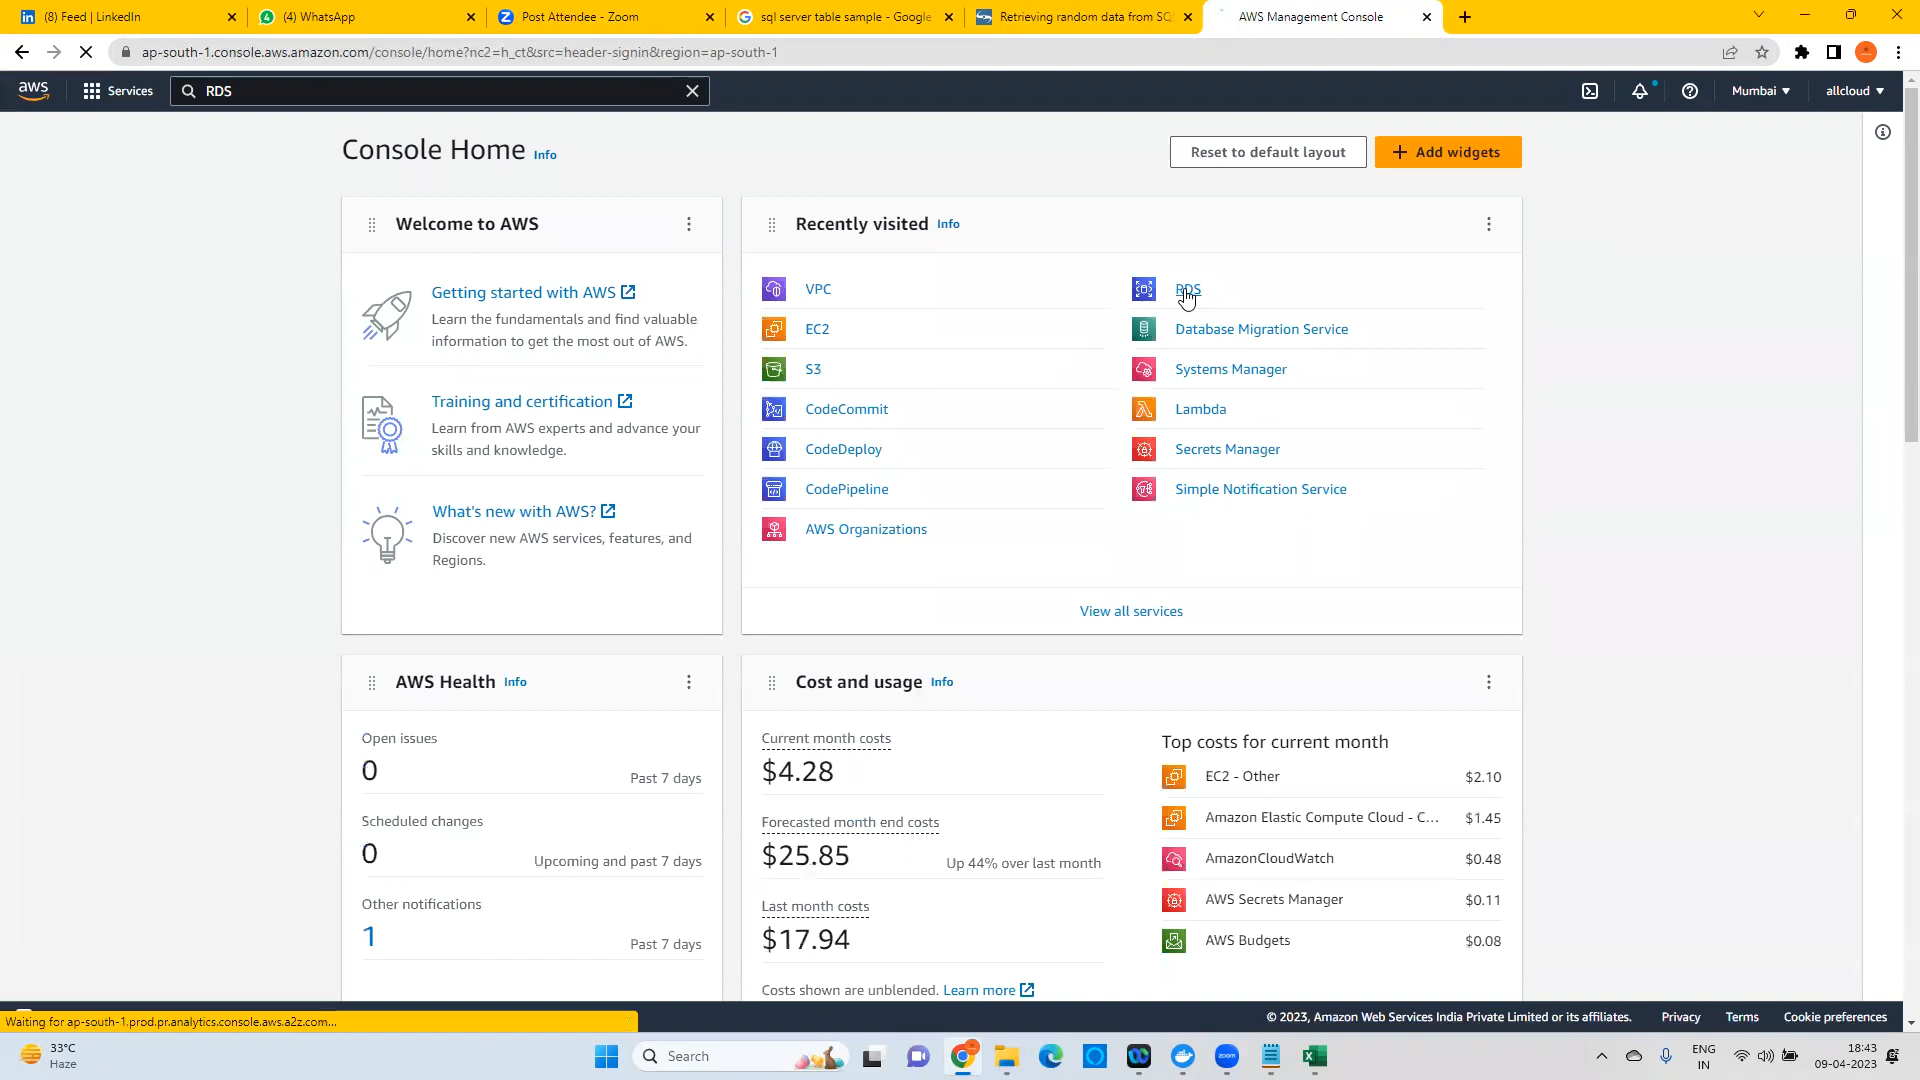 (8) Feed | LinkedIn
(4) WhatsApp
Post Attendee - Zoom
sql server table sample - Google
Retrieving random data from SQ
AWS Management Console
ap-south-1.console.aws.amazon.com/console/home?nc2=h_ct&src=header-signin&region=ap-south-1
aws
Services
RDS
Mumbai
allcloud
Console Home Info
Reset to default layout
Add widgets
Welcome to AWS
Getting started with AWS
Learn the fundamentals and find valuable
information to get the most out of AWS.
Training and certification
Learn from AWS experts and advance your
skills and knowledge.
What's new with AWS?
Discover new AWS services, features, and
Regions.
Recently visited Info
VPC
EC2
S3
CodeCommit
CodeDeploy
CodePipeline
AWS Organizations
RDS
Database Migration Service
Systems Manager
Lambda
Secrets Manager
Simple Notification Service
View all services
AWS Health Info
Open issues
0
Past 7 days
Scheduled changes
0
Upcoming and past 7 days
Other notifications
1
Past 7 days
Cost and usage Info
Current month costs
$4.28
Forecasted month end costs
$25.85
Up 44% over last month
Last month costs
$17.94
Costs shown are unblended. Learn more
Top costs for current month
EC2 - Other $2.10
Amazon Elastic Compute Cloud - C... $1.45
AmazonCloudWatch $0.48
AWS Secrets Manager $0.11
AWS Budgets $0.08
Waiting for ap-south-1.prod.pr.analytics.console.aws.a2z.com...
© 2023, Amazon Web Services India Private Limited or its affiliates.
Privacy
Terms
Cookie preferences
33°C
Haze
Search
zoom
ENG
IN
18:43
09-04-2023